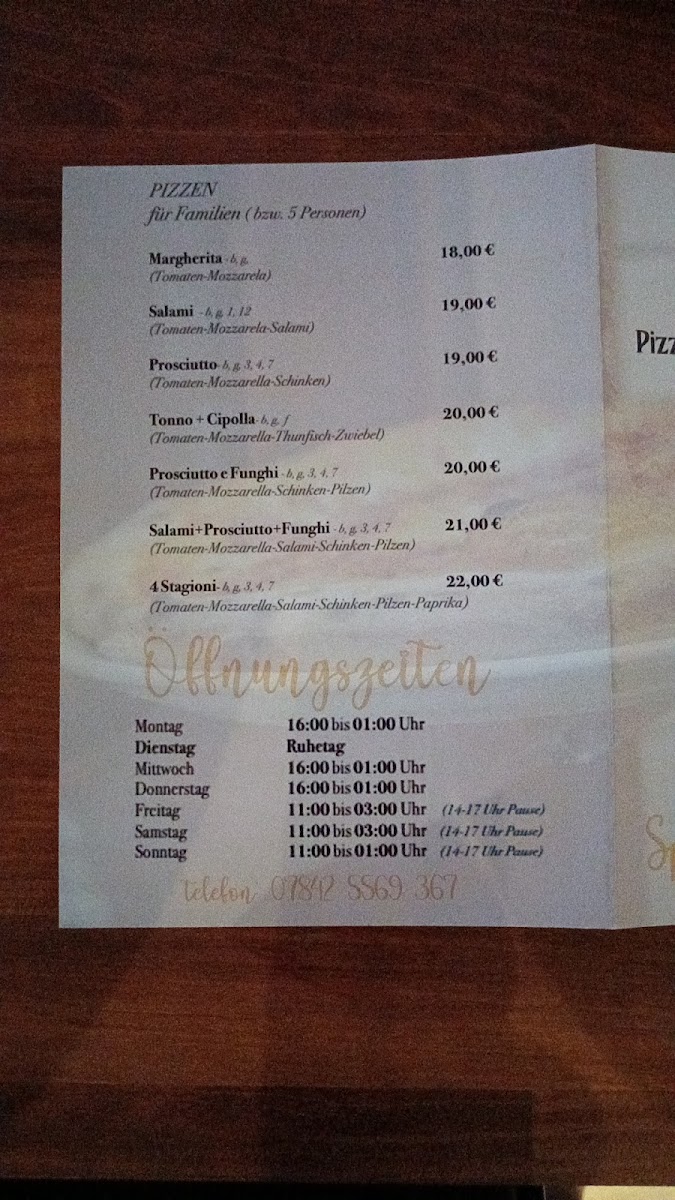 PIZZEN
für Familien ( bzw. 5 Personen)
Margherita - b, g, 18,00 €
(Tomaten-Mozzarela)
Salami - b, g, 1, 12 19,00 €
(Tomaten-Mozzarela-Salami)
Prosciutto- b, g, 3, 4, 7 19,00 €
(Tomaten-Mozzarella-Schinken)
Tonno + Cipolla- b, g, f 20,00 €
(Tomaten-Mozzarella-Thunfisch-Zwiebel)
Prosciutto e Funghi - b, g, 3, 4, 7 20,00 €
(Tomaten-Mozzarella-Schinken-Pilzen)
Salami+Prosciutto+Funghi - b, g, 3, 4, 7 21,00 €
(Tomaten-Mozzarella-Salami-Schinken-Pilzen)
4 Stagioni- b, g, 3, 4, 7 22,00 €
(Tomaten-Mozzarella-Salami-Schinken-Pilzen-Paprika)
Öffnungszeiten
Montag 16:00 bis 01:00 Uhr
Dienstag Ruhetag
Mittwoch 16:00 bis 01:00 Uhr
Donnerstag 16:00 bis 01:00 Uhr
Freitag 11:00 bis 03:00 Uhr (14-17 Uhr Pause)
Samstag 11:00 bis 03:00 Uhr (14-17 Uhr Pause)
Sonntag 11:00 bis 01:00 Uhr (14-17 Uhr Pause)
telefon 07842 5569 367
Pizz
Sp